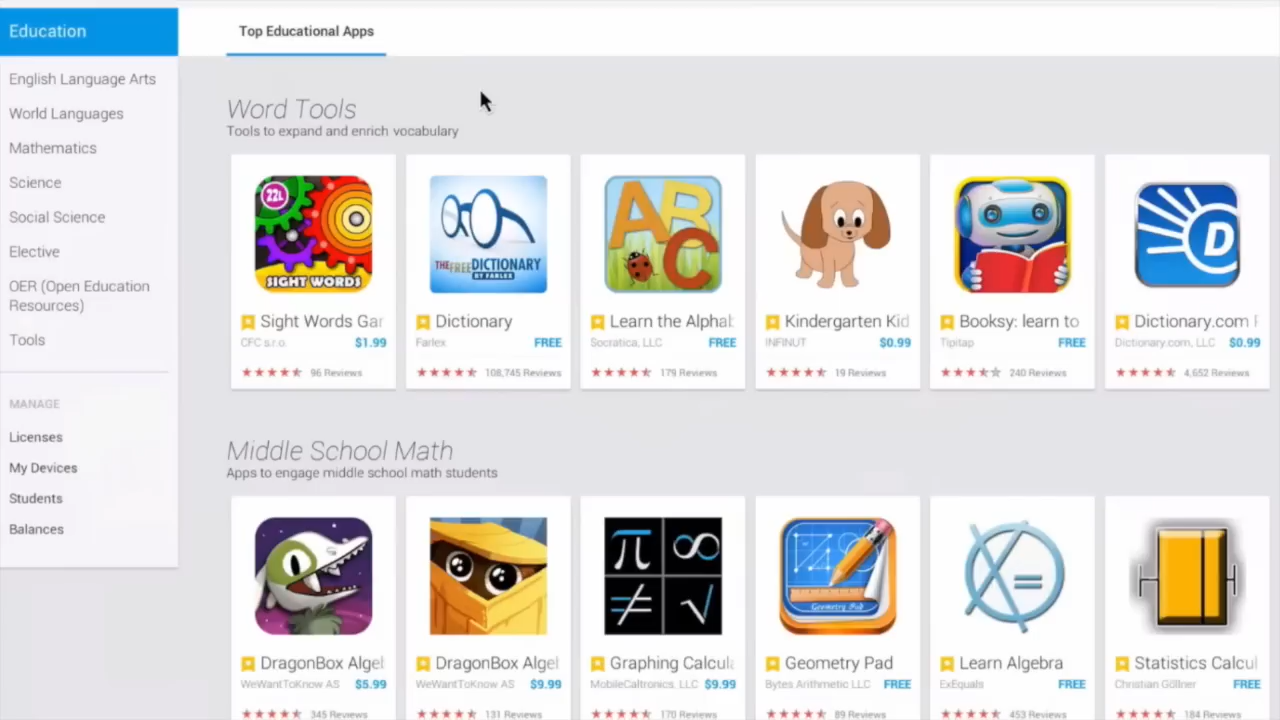 Education
Top Educational Apps
English Language Arts
World Languages
Mathematics
Science
Social Science
Elective
OER (Open Education
Resources)
Tools
MANAGE
Licenses
My Devices
Students
Balances
Word Tools
Tools to expand and enrich vocabulary
22L
SIGHT WORDS
THE FREE DICTIONARY
BY FARLEX
ABC
D
Sight Words Gar
Dictionary
Learn the Alphab
Kindergarten Kid
Booksy: learn to
Dictionary.com
CFC s.r.o. $1.99
Farlex FREE
Socratica, LLC FREE
INFINUT $0.99
Tipitap FREE
Dictionary.com, LLC $0.99
96 Reviews
108,745 Reviews
179 Reviews
19 Reviews
240 Reviews
4,652 Reviews
Middle School Math
Apps to engage middle school math students
π ∞
≠ √
Geometry Pad
X=
DragonBox Algel
DragonBox Algel
Graphing Calcula
Geometry Pad
Learn Algebra
Statistics Calcul
WeWantToKnow AS $5.99
WeWantToKnow AS $9.99
MobileCaltronics, LLC $9.99
Bytes Arithmetic LLC FREE
ExEquals FREE
Christian Göllner FREE
345 Reviews
131 Reviews
170 Reviews
89 Reviews
453 Reviews
184 Reviews